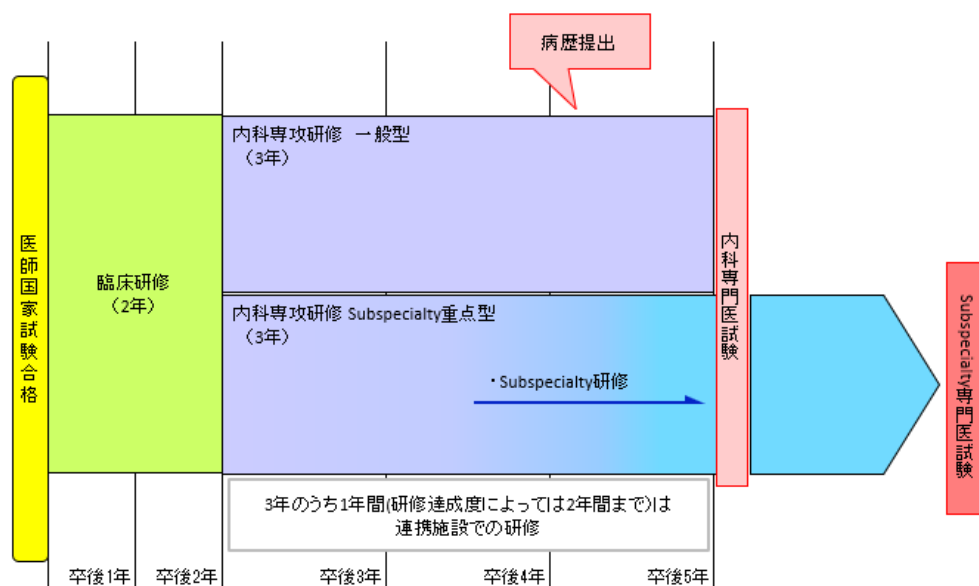 病歴提出
医師国家試験合格
臨床研修
（2年）
内科専攻研修　一般型
（3年）
内科専攻研修 Subspecialty重点型
（3年）
・Subspecialty研修
内科専門医試験
Subspecialty専門医試験
3年のうち1年間(研修達成度によっては2年間まで)は
連携施設での研修
卒後1年
卒後2年
卒後3年
卒後4年
卒後5年